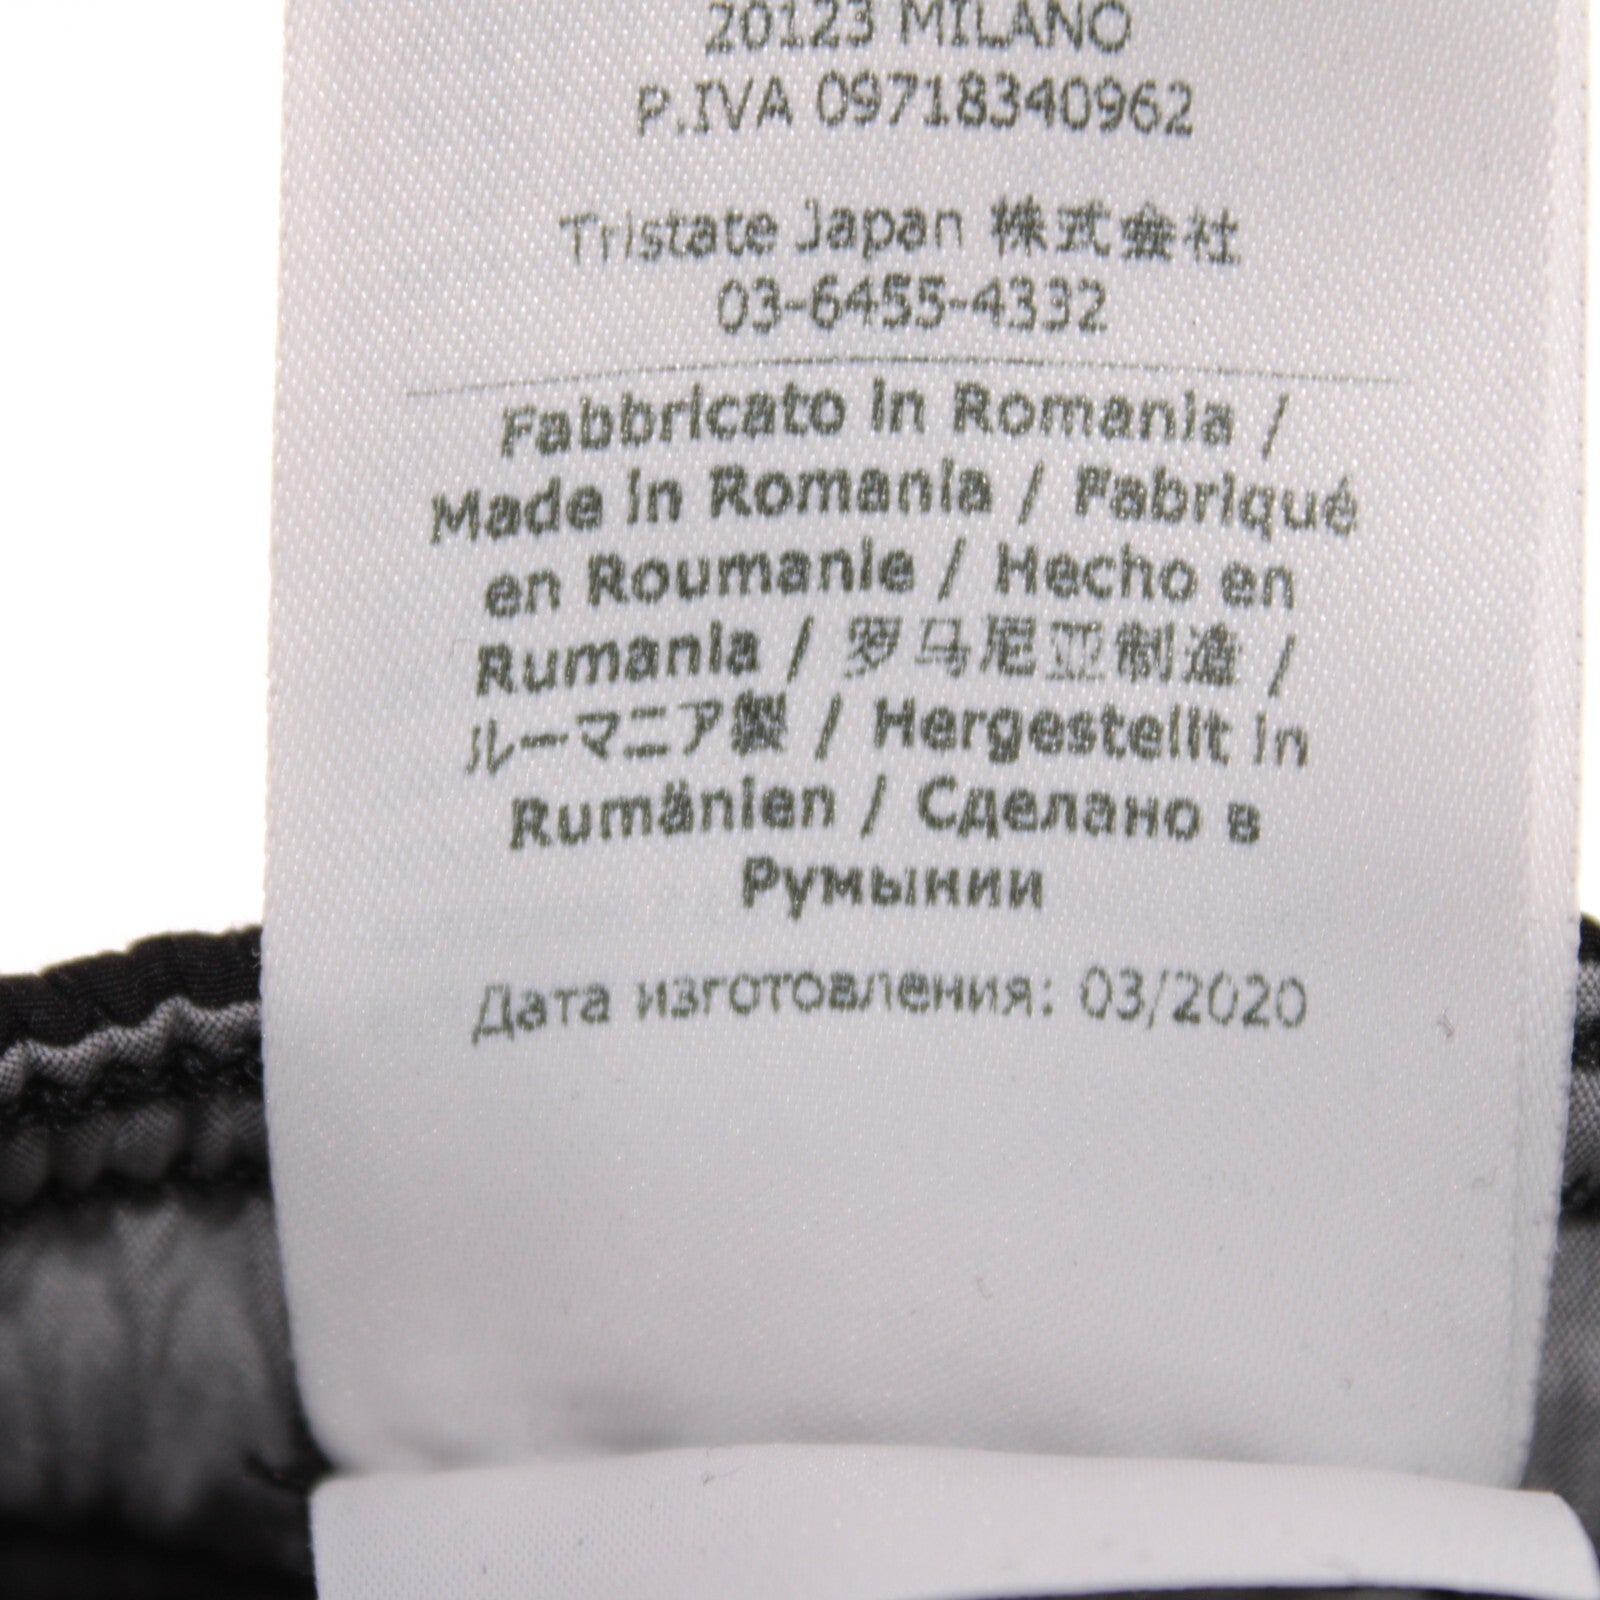 20123 MILANO
P.IVA 09718340962
Tristate Japan 株式会社
03-6455-4332
Fabbricato in Romania /
Made in Romania / Fabriqué
en Roumanie / Hecho en
Rumania / 罗马尼亚制造 /
ルーマニア製 / Hergestellt in
Rumänien / Сделано в
Румынии
Дата изготовления: 03/2020